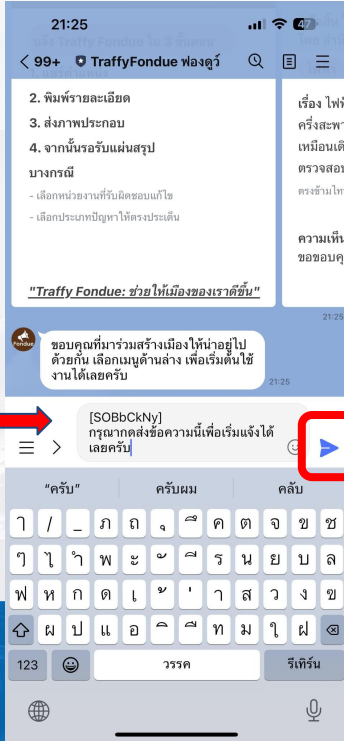 21:25
47
99+ TraffyFondue ฟองดูว์
2. พิมพ์รายละเอียด
3. ส่งภาพประกอบ
4. จากนั้นรอรับแผ่นสรุป
บางกรณี
- เลือกหน่วยงานที่รับผิดชอบแก้ไข
- เลือกประเภทปัญหาให้ตรงประเด็น
"Traffy Fondue: ช่วยให้เมืองของเราดีขึ้น"
เรื่อง ไฟฟ
ครึ่งสะพา
เหมือนเดิ
ตรวจสอบ
ตรงข้ามไท
ความเห็น
ขอขอบคุ
21:25
fondue
ขอบคุณที่มาร่วมสร้างเมืองให้น่าอยู่ไป
ด้วยกัน เลือกเมนูด้านล่าง เพื่อเริ่มต้นใช้
งานได้เลยครับ
21:25
[SOBbCkNy]
กรุณากดส่งข้อความนี้เพื่อเริ่มแจ้งได้
เลยครับ
"ครับ" ครับผม คลับ
ๅ / _ ภ ถ ุ ึ ค ต จ ข ช
ๆ ไ ำ พ ะ ั ี ร น ย บ ล
ฟ ห ก ด เ ้ ่ า ส ว ง ฃ
ผ ป แ อ ิ ื ท ม ใ ฝ
123 วรรค รีเทิร์น